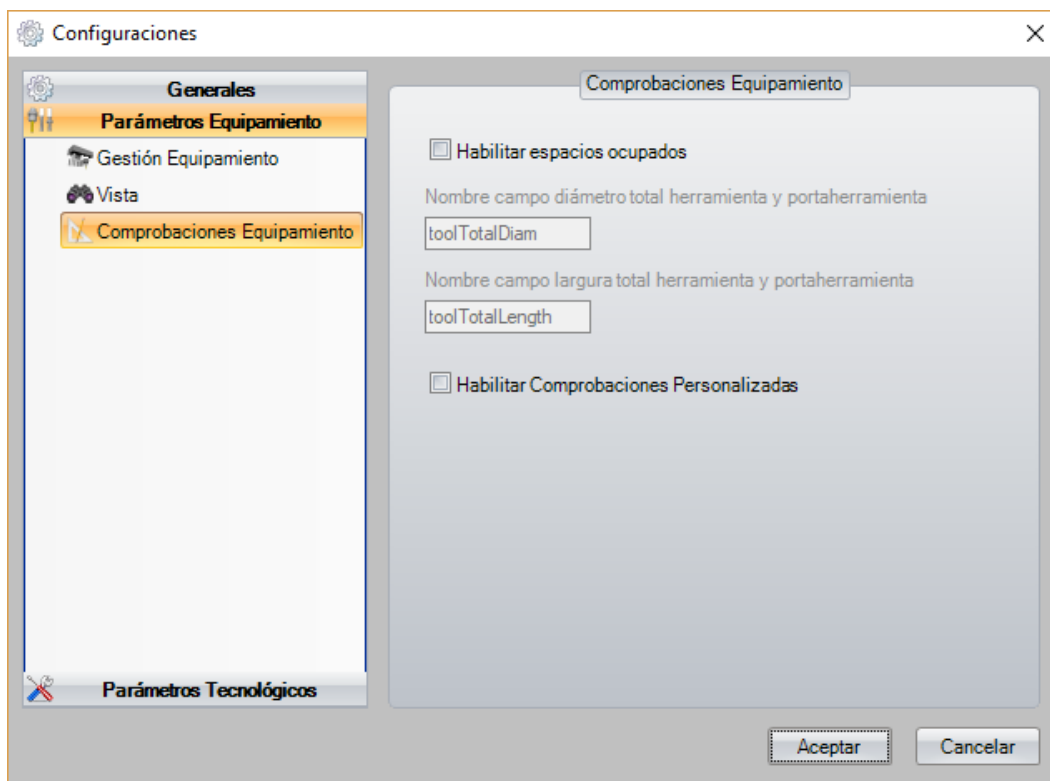 Configuraciones
Generales
Parámetros Equipamiento
Gestión Equipamiento
Vista
Comprobaciones Equipamiento
Parámetros Tecnológicos
Comprobaciones Equipamiento
Habilitar espacios ocupados
Nombre campo diámetro total herramienta y portaherramienta
toolTotalDiam
Nombre campo largura total herramienta y portaherramienta
toolTotalLength
Habilitar Comprobaciones Personalizadas
Aceptar
Cancelar